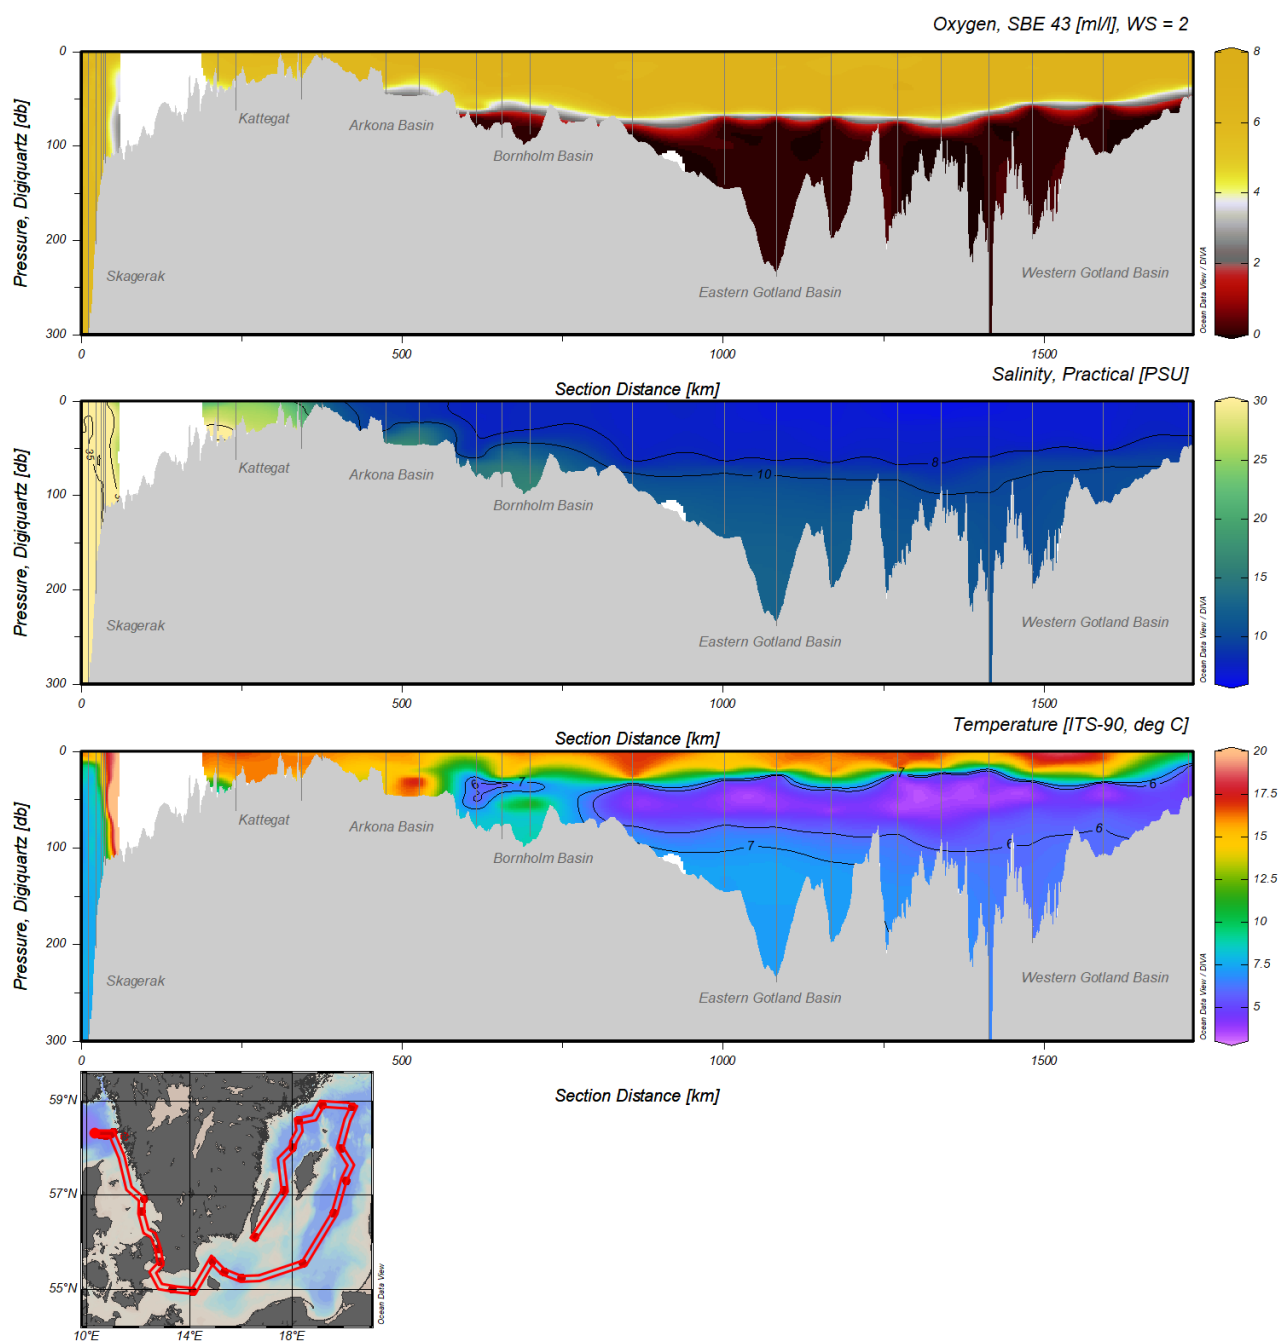 Oxygen, SBE 43 [ml/l], WS = 2
Pressure, Digiquartz [db]
0
100
200
300
Kattegat
Arkona Basin
Bornholm Basin
Skagerak
Eastern Gotland Basin
Western Gotland Basin
Ocean Data View / DIVA
8
6
4
2
0
0
500
1000
1500
Section Distance [km]
Salinity, Practical [PSU]
Pressure, Digiquartz [db]
0
100
200
300
35
8
10
Kattegat
Arkona Basin
Bornholm Basin
Skagerak
Eastern Gotland Basin
Western Gotland Basin
Ocean Data View / DIVA
30
25
20
15
10
Section Distance [km]
Temperature [ITS-90, deg C]
Pressure, Digiquartz [db]
0
100
200
300
6
7
7
6
7
6
6
Kattegat
Arkona Basin
Bornholm Basin
Skagerak
Eastern Gotland Basin
Western Gotland Basin
Ocean Data View / DIVA
20
17.5
15
12.5
10
7.5
5
0
500
1000
1500
Section Distance [km]
59°N
57°N
55°N
10°E
14°E
18°E
Ocean Data View